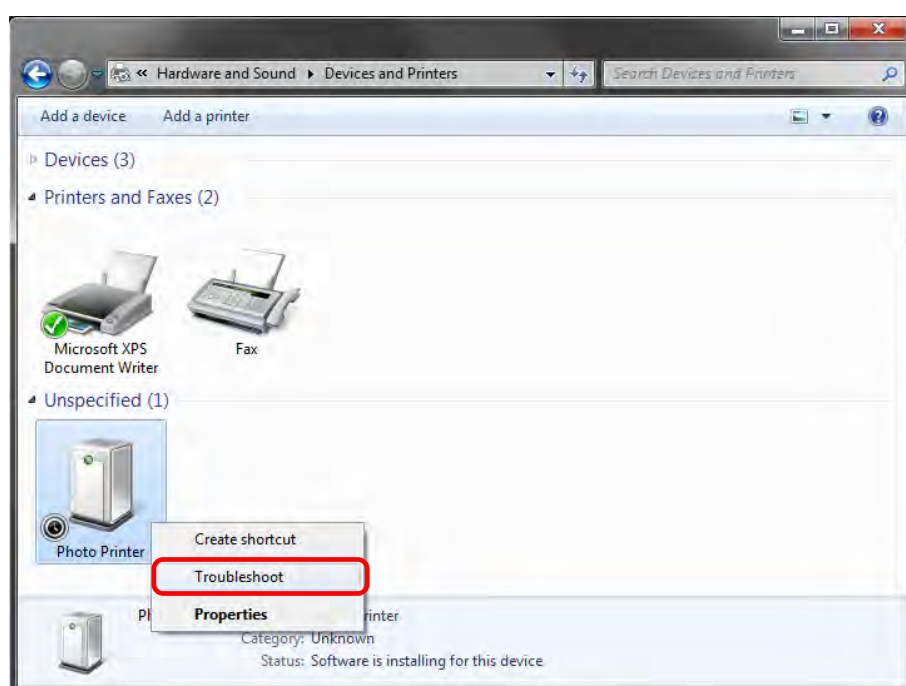 « Hardware and Sound ▸ Devices and Printers
Search Devices and Printers
Add a device Add a printer
Devices (3)
Printers and Faxes (2)
Microsoft XPS
Document Writer
Fax
Unspecified (1)
Photo Printer
Create shortcut
Troubleshoot
Properties
Category: Unknown
Status: Software is installing for this device